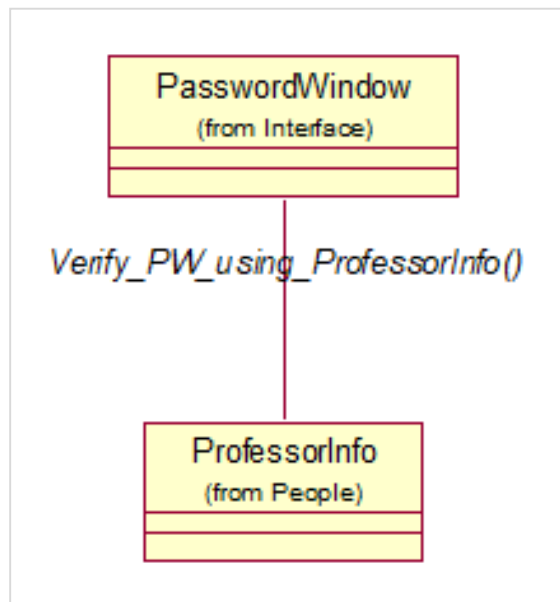 PasswordWindow
(from Interface)
Verify_PW_using_ProfessorInfo()
ProfessorInfo
(from People)